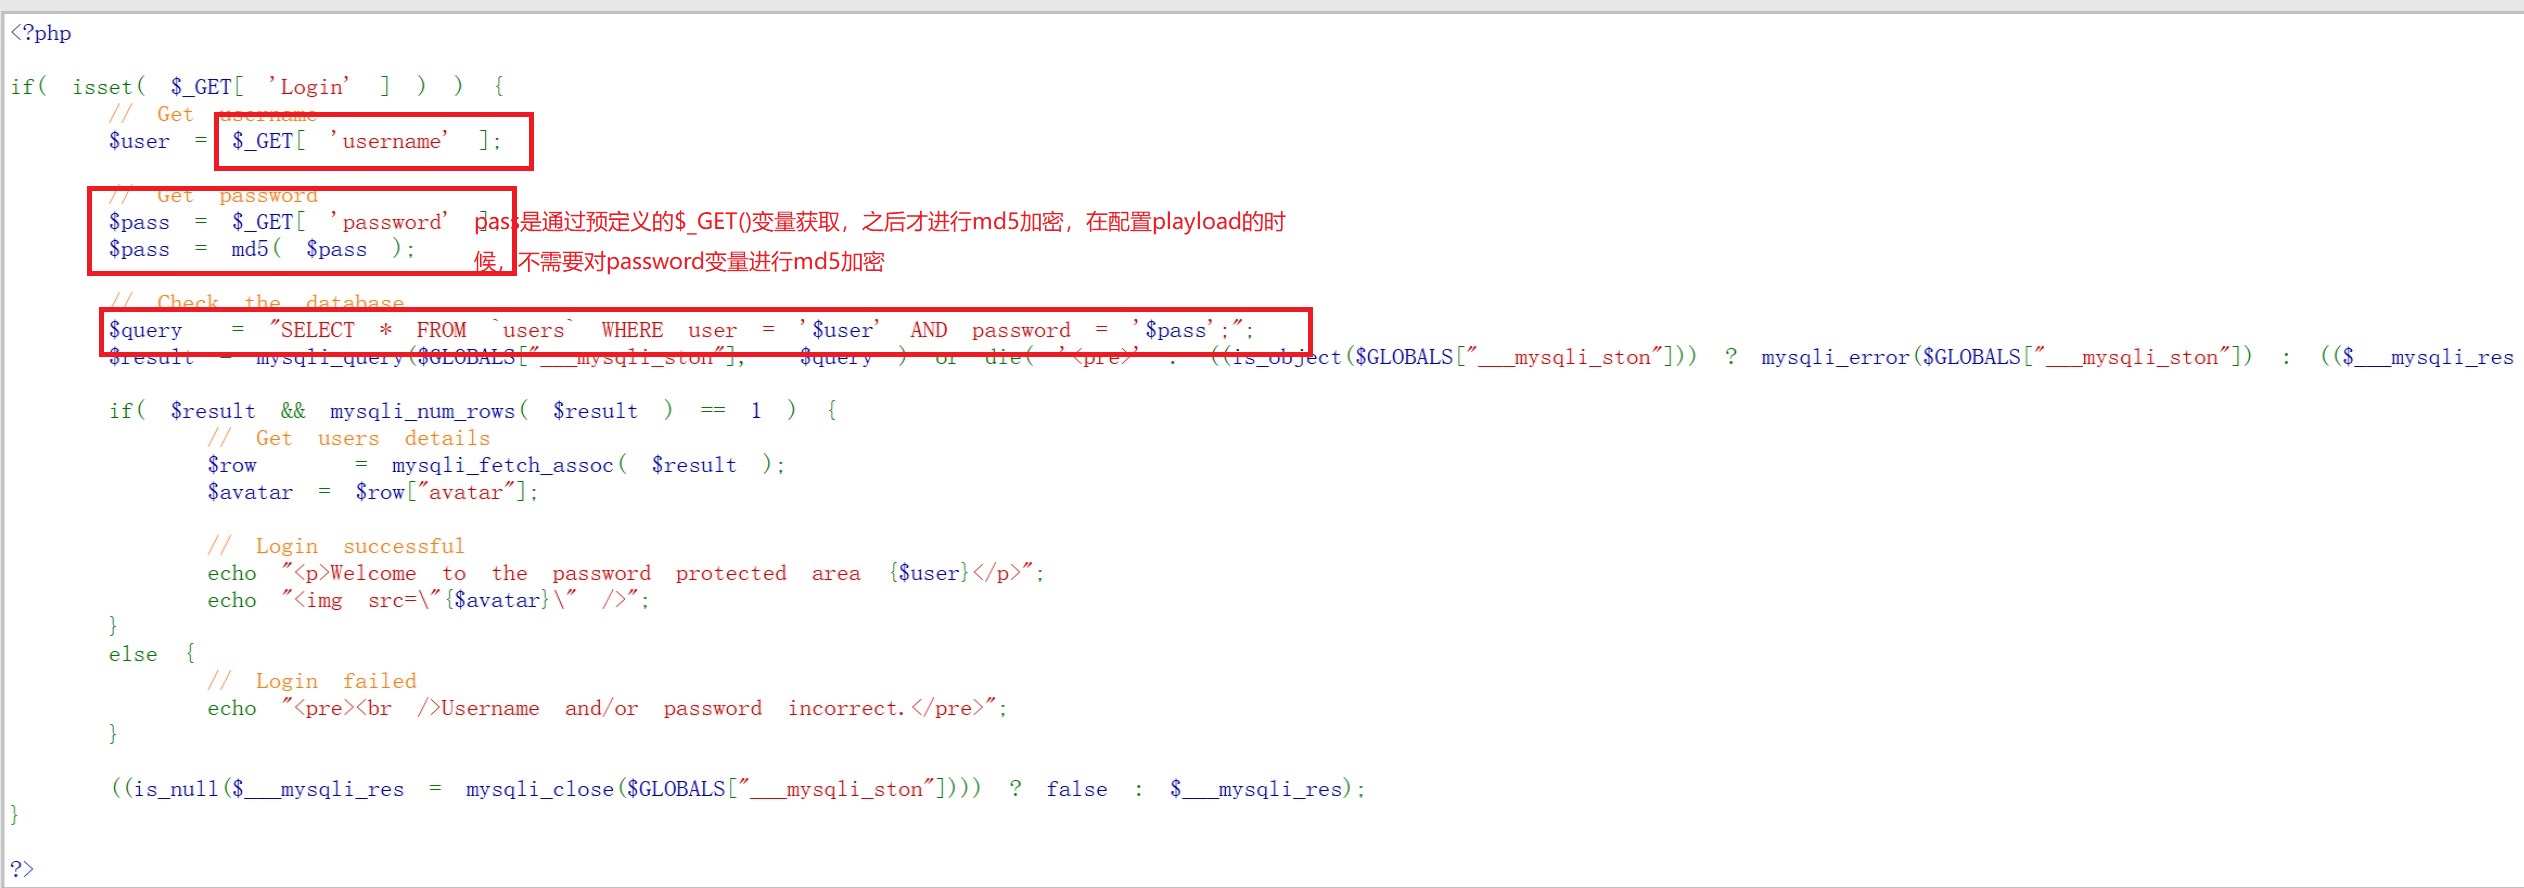 <?php
if( isset( $_GET[ 'Login' ] ) ) {
// Get username
$user = $_GET[ 'username' ];
// Get password
$pass = $_GET[ 'password' ];
$pass = md5( $pass );
pass是通过预定义的$_GET()变量获取，之后才进行md5加密，在配置playload的时
候，不需要对password变量进行md5加密
// Check the database
$query = "SELECT * FROM `users` WHERE user = '$user' AND password = '$pass';";
$result = mysqli_query($GLOBALS["___mysqli_ston"], $query ) or die( '<pre>' . ((is_object($GLOBALS["___mysqli_ston"])) ? mysqli_error($GLOBALS["___mysqli_ston"]) : (($___mysqli_res
if( $result && mysqli_num_rows( $result ) == 1 ) {
// Get users details
$row = mysqli_fetch_assoc( $result );
$avatar = $row["avatar"];
// Login successful
echo "<p>Welcome to the password protected area {$user}</p>";
echo "<img src=\"{$avatar}\" />";
}
else {
// Login failed
echo "<pre><br />Username and/or password incorrect.</pre>";
}
((is_null($___mysqli_res = mysqli_close($GLOBALS["___mysqli_ston"]))) ? false : $___mysqli_res);
}
?>